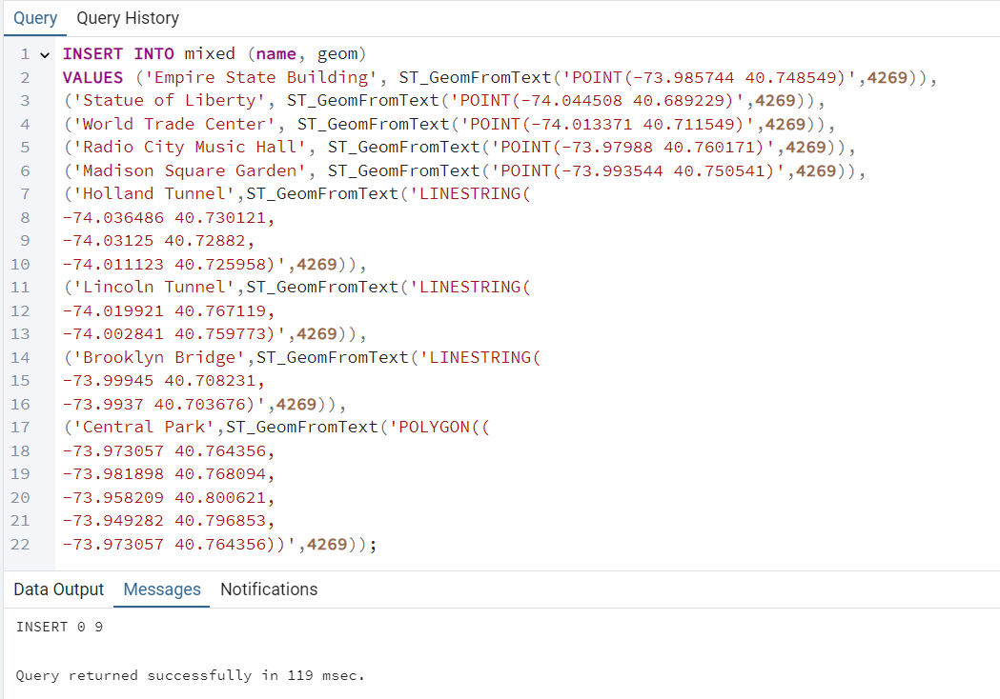 Query Query History
1 INSERT INTO mixed (name, geom)
2 VALUES ('Empire State Building', ST_GeomFromText('POINT(-73.985744 40.748549)',4269)),
3 ('Statue of Liberty', ST_GeomFromText('POINT(-74.044508 40.689229)',4269)),
4 ('World Trade Center', ST_GeomFromText('POINT(-74.013371 40.711549)',4269)),
5 ('Radio City Music Hall', ST_GeomFromText('POINT(-73.97988 40.760171)',4269)),
6 ('Madison Square Garden', ST_GeomFromText('POINT(-73.993544 40.750541)',4269)),
7 ('Holland Tunnel',ST_GeomFromText('LINESTRING(
8 -74.036486 40.730121,
9 -74.03125 40.72882,
10 -74.011123 40.725958)',4269)),
11 ('Lincoln Tunnel',ST_GeomFromText('LINESTRING(
12 -74.019921 40.767119,
13 -74.002841 40.759773)',4269)),
14 ('Brooklyn Bridge',ST_GeomFromText('LINESTRING(
15 -73.99945 40.708231,
16 -73.9937 40.703676)',4269)),
17 ('Central Park',ST_GeomFromText('POLYGON((
18 -73.973057 40.764356,
19 -73.981898 40.768094,
20 -73.958209 40.800621,
21 -73.949282 40.796853,
22 -73.973057 40.764356))',4269));
Data Output Messages Notifications
INSERT 0 9
Query returned successfully in 119 msec.